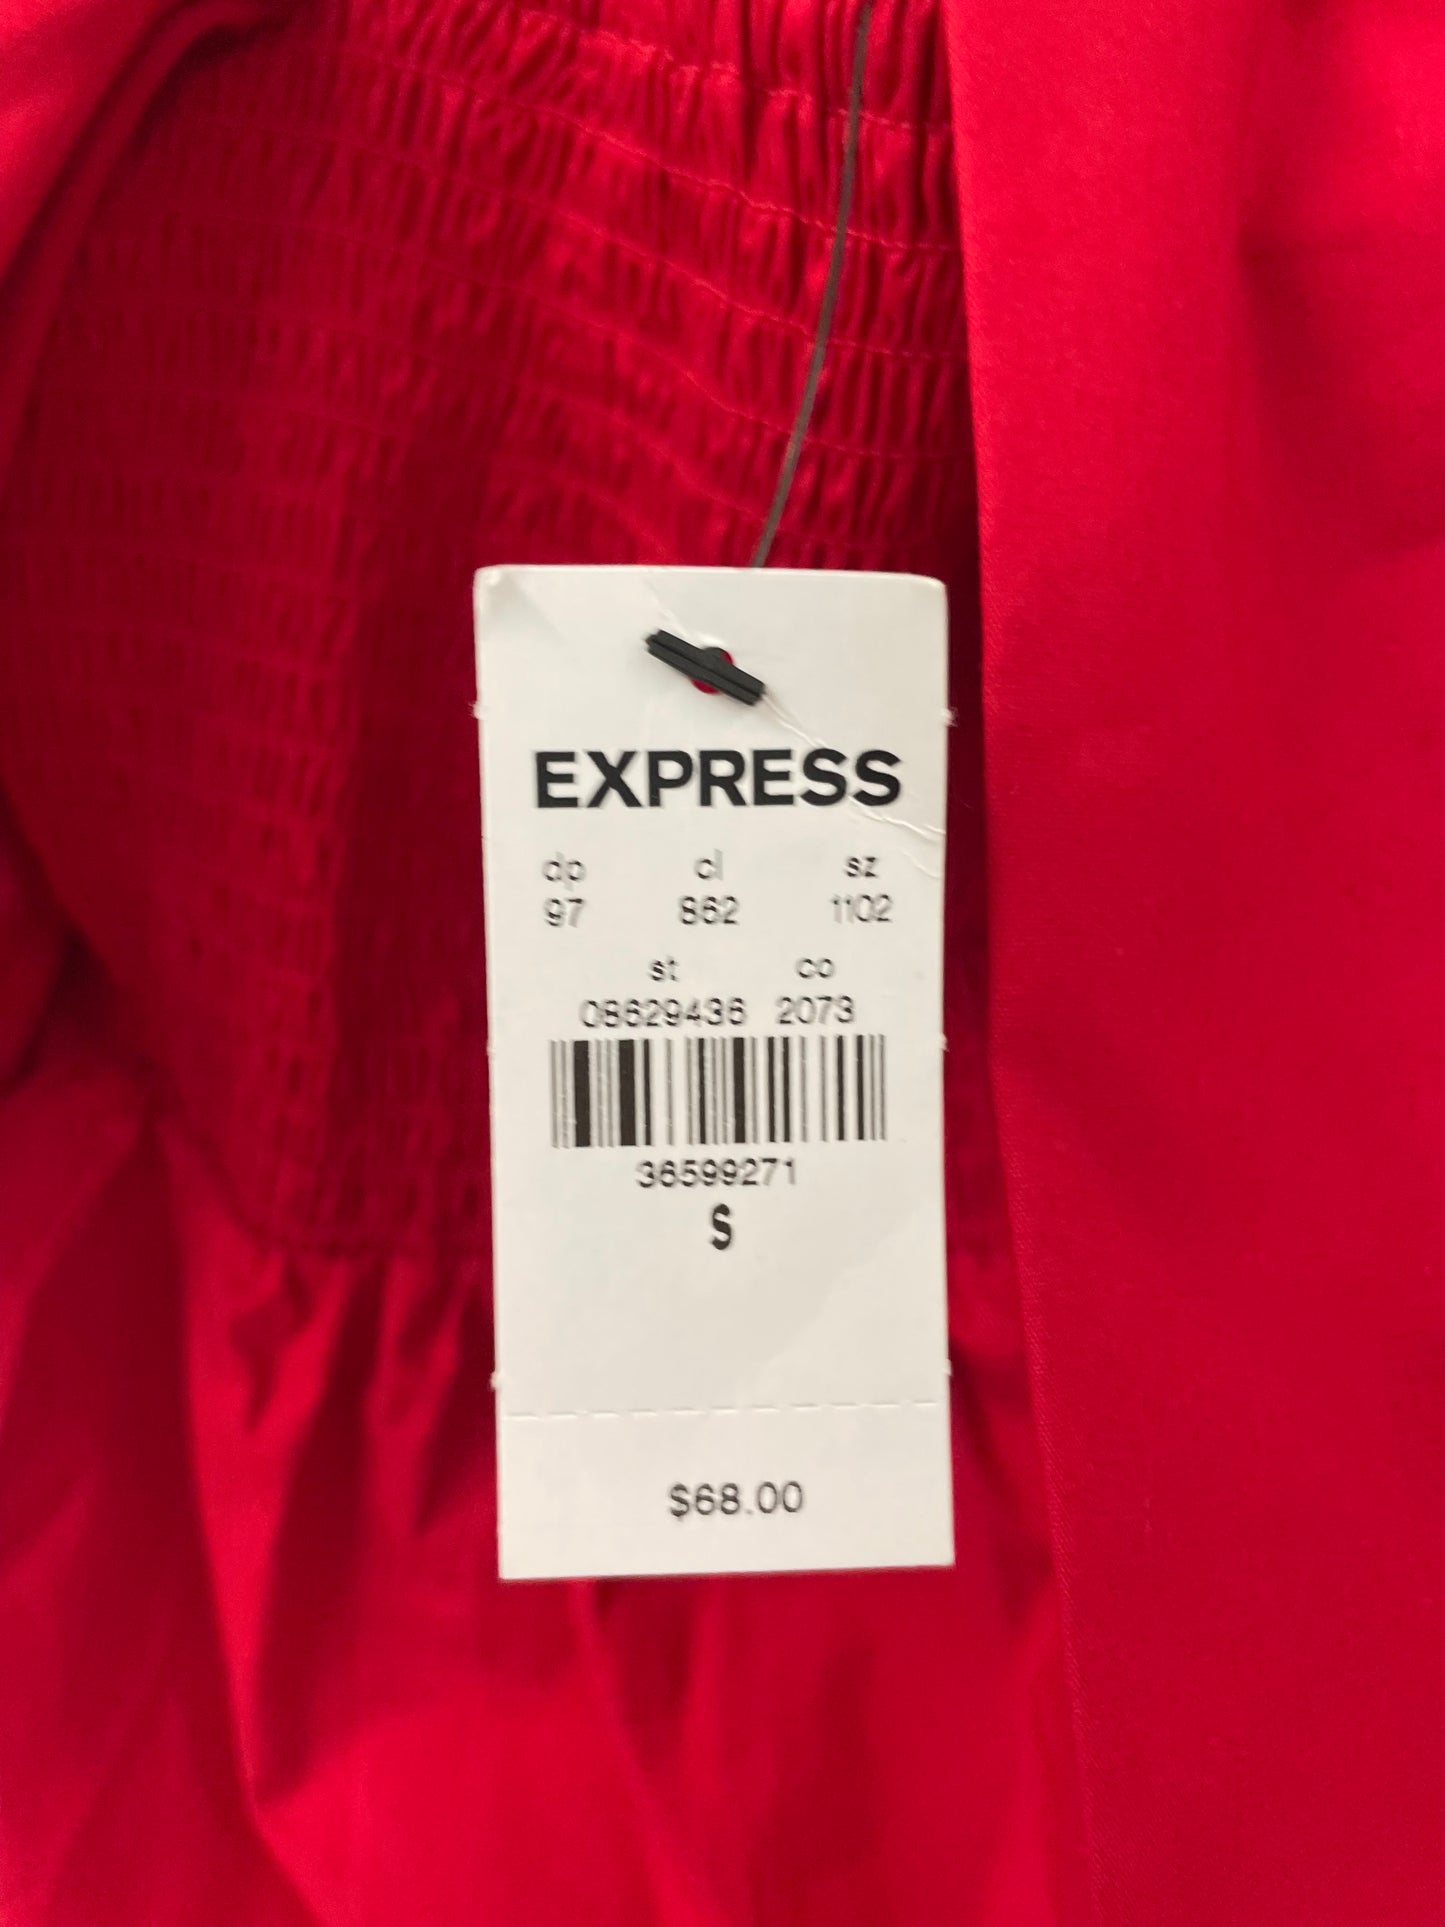 EXPRESS
dp cl sz
97 862 1102
st co
08629436 2073
36599271
S
$68.00